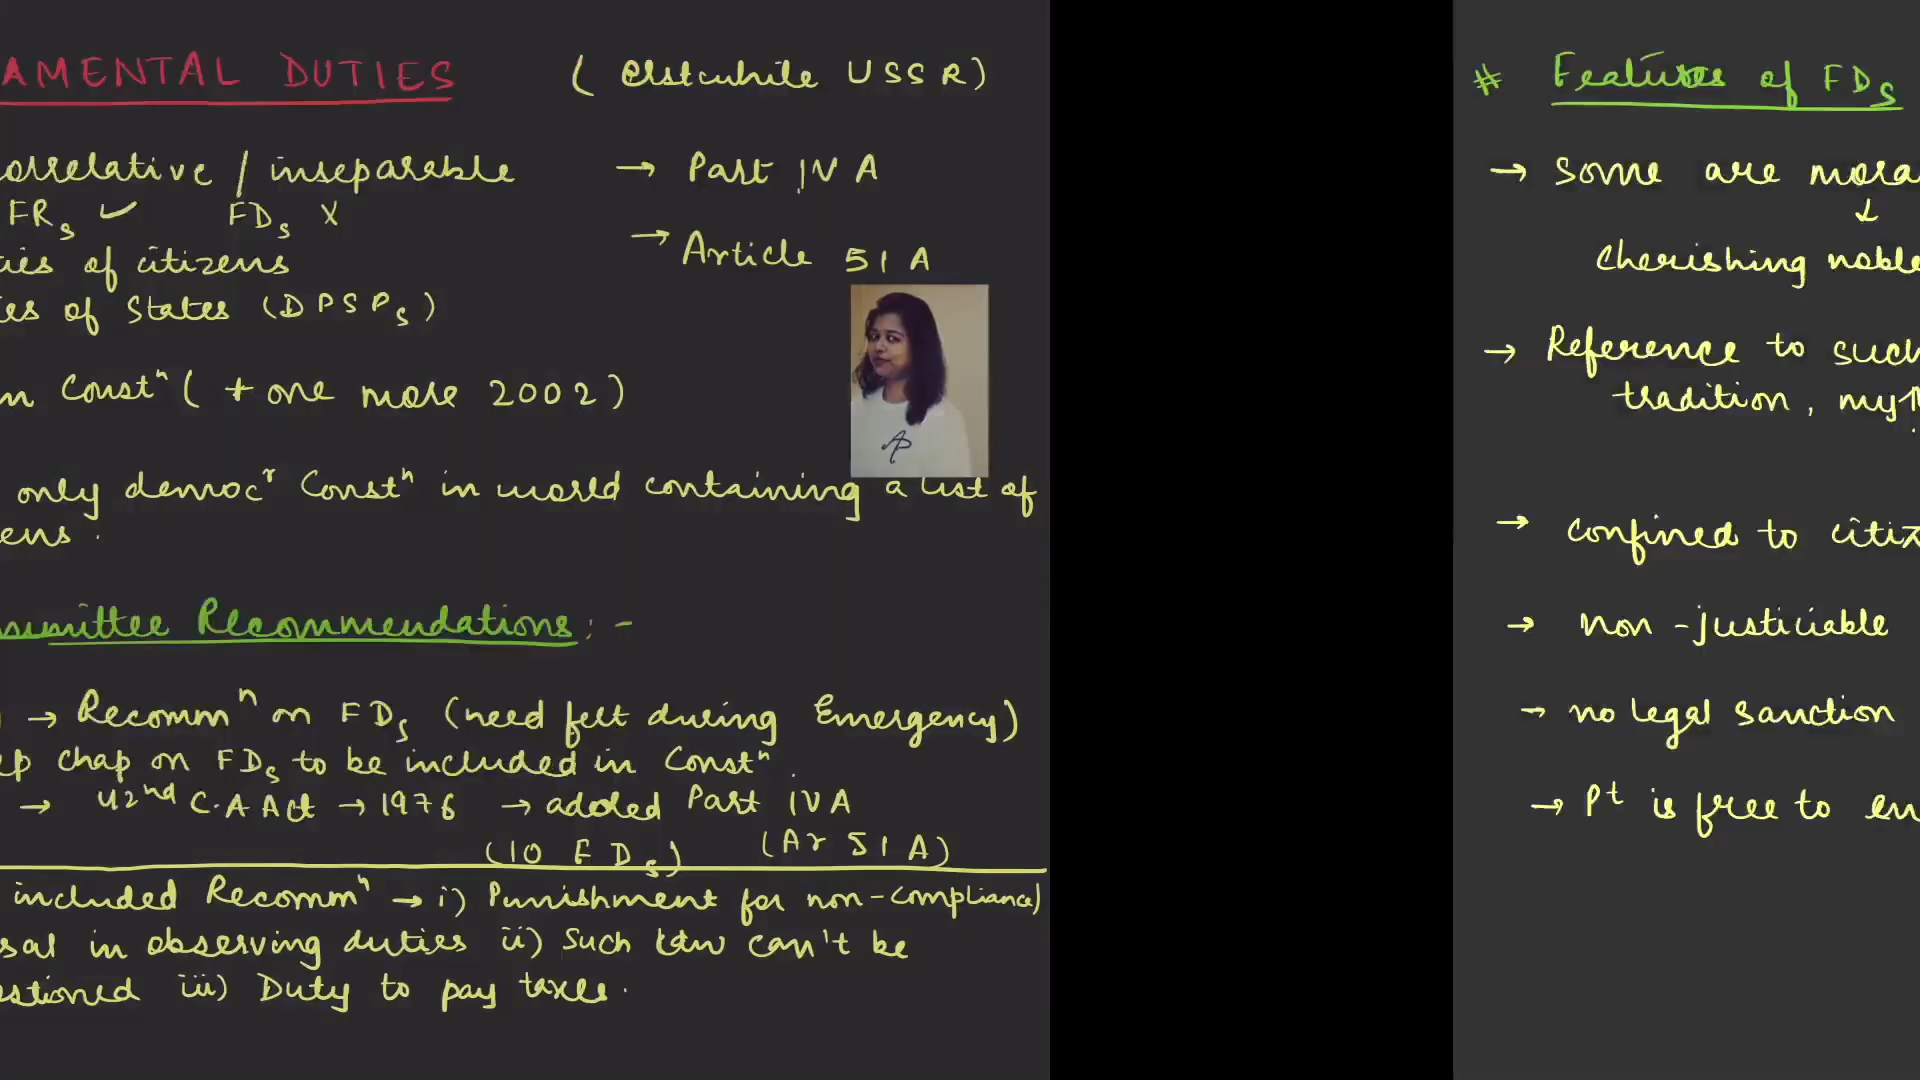 AMENTAL DUTIES (erstwhile USSR)
orrelative / inseparable → Part IV A
FRs ✓ FDs X
→ Article 51 A
ies of citizens
ies of States (DPSPs)
m Constⁿ ( + one more 2002)
only democʳ Constⁿ in world containing a list of
ens.
mmittee Recommendations :-
) → Recommⁿ on FDs (need felt during Emergency)
ep chap on FDs to be included in Constⁿ.
→ 42nd C.A Act → 1976 → added Part IV A
(10 FDs) (Ar 51 A)
included Recommⁿ → i) Punishment for non-compliance)
sal in observing duties ii) Such law can't be
stioned iii) Duty to pay taxes.
# Features of FDs
→ Some are mora
↓
Cherishing noble
→ Reference to such
tradition, myth
→ confined to citiz
→ non-justiciable
→ no legal sanction
→ Pt is free to en